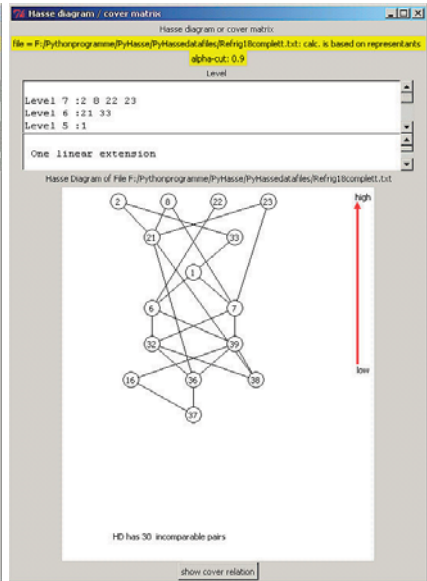 Hasse diagram / cover matrix
Hasse diagram or cover matrix
file = F:/Pythonprogramme/PyHasse/PyHassedatafiles/Refrig18complett.txt: calc. is based on representants
alpha-cut: 0.9
Level
Level 7 :2 8 22 23
Level 6 :21 33
Level 5 :1
One linear extension
Hasse Diagram of File F:/Pythonprogramme/PyHasse/PyHassedatafiles/Refrig18complett.txt
2 8 22 23 high
21 33
1
6 7
32 39
low
16 36 38
37
HD has 30 incomparable pairs
show cover relation